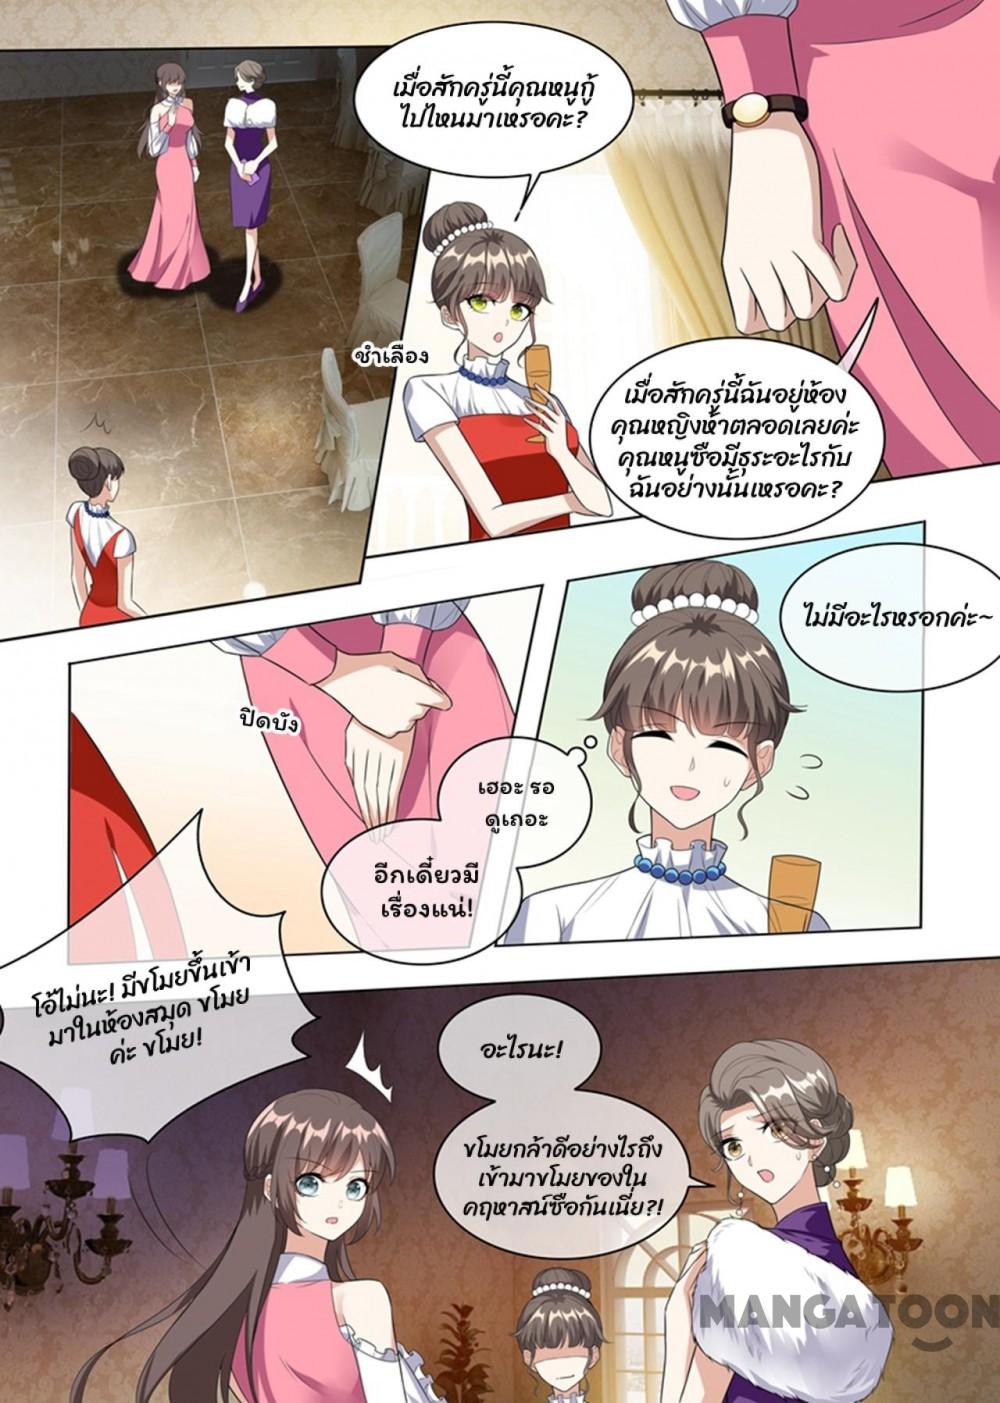 เมื่อสักครู่นี้คุณหนูกู้
ไปไหนมาเหรอคะ?
ชำเลือง
เมื่อสักครู่นี้ฉันอยู่ห้อง
คุณหญิงห้าตลอดเลยค่ะ
คุณหนูซือมีธุระอะไรกับ
ฉันอย่างนั้นเหรอคะ?
ไม่มีอะไรหรอกค่ะ~
ปิดบัง
เฮอะ รอ
ดูเถอะ
อีกเดี๋ยวมี
เรื่องแน่!
โอ้ไม่นะ! มีขโมยขึ้นเข้า
มาในห้องสมุด ขโมย
ค่ะ ขโมย!
อะไรนะ!
ขโมยกล้าดีอย่างไรถึง
เข้ามาขโมยของใน
คฤหาสน์ซือกันเนี่ย?!
MANGATOON